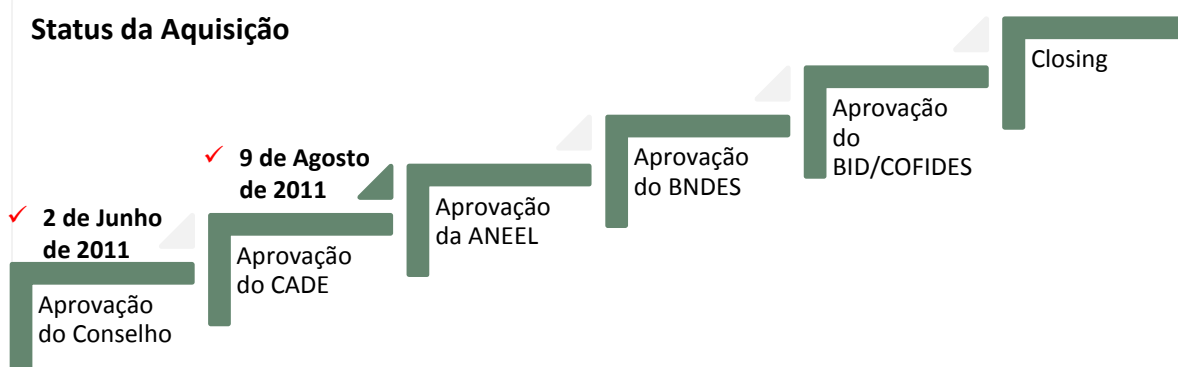 Status da Aquisição
✓ 2 de Junho
de 2011
Aprovação
do Conselho
✓ 9 de Agosto
de 2011
Aprovação
do CADE
Aprovação
da ANEEL
Aprovação
do BNDES
Aprovação
do
BID/COFIDES
Closing